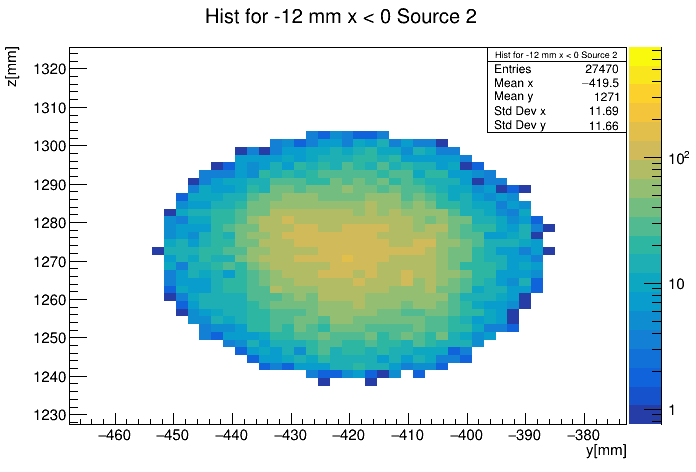 Hist for -12 mm x < 0 Source 2
z[mm]
Hist for -12 mm x < 0 Source 2
Entries 27470
Mean x −419.5
Mean y 1271
Std Dev x 11.69
Std Dev y 11.66
1320
1310
1300
1290
1280
1270
1260
1250
1240
1230
10²
10
1
−460 −450 −440 −430 −420 −410 −400 −390 −380
y[mm]